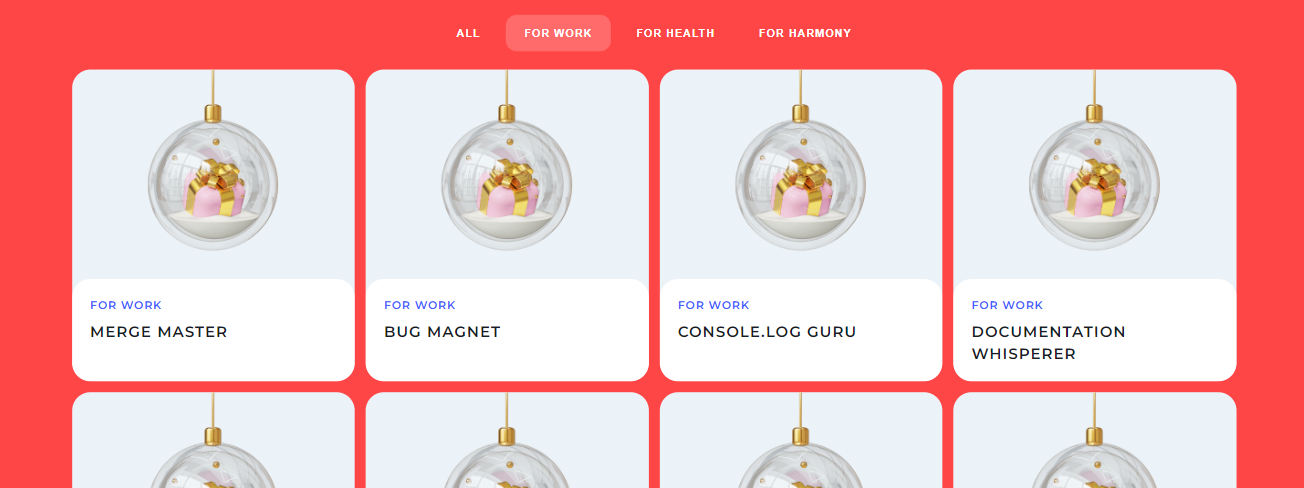 ALL
FOR WORK
FOR HEALTH
FOR HARMONY
FOR WORK
MERGE MASTER
FOR WORK
BUG MAGNET
FOR WORK
CONSOLE.LOG GURU
FOR WORK
DOCUMENTATION
WHISPERER